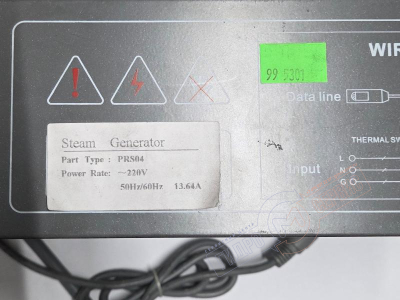 WIR
99 5301
Data line
Steam Generator
Part Type : PRS04
Power Rate: —220V
50Hz/60Hz 13.64A
THERMAL SW
Input
L
N
G